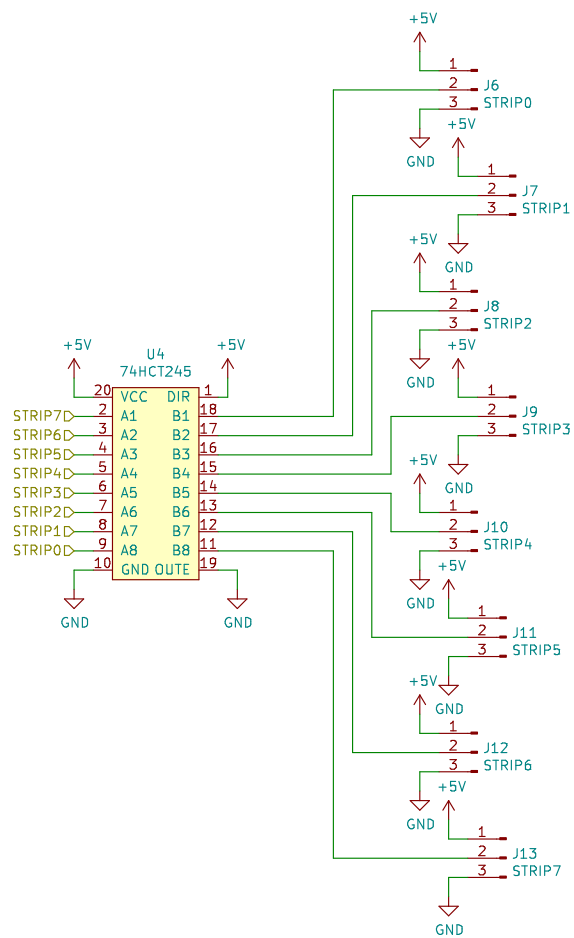 +5V
1
2
3
J6
STRIP0
GND
+5V
1
2
3
J7
STRIP1
GND
+5V
1
2
3
J8
STRIP2
GND
+5V
1
2
3
J9
STRIP3
GND
+5V
1
2
3
J10
STRIP4
GND
+5V
1
2
3
J11
STRIP5
GND
+5V
1
2
3
J12
STRIP6
GND
+5V
1
2
3
J13
STRIP7
GND
U4
74HCT245
+5V +5V
20 VCC DIR 1
STRIP7 2 A1 B1 18
STRIP6 3 A2 B2 17
STRIP5 4 A3 B3 16
STRIP4 5 A4 B4 15
STRIP3 6 A5 B5 14
STRIP2 7 A6 B6 13
STRIP1 8 A7 B7 12
STRIP0 9 A8 B8 11
10 GND OUTE 19
GND GND